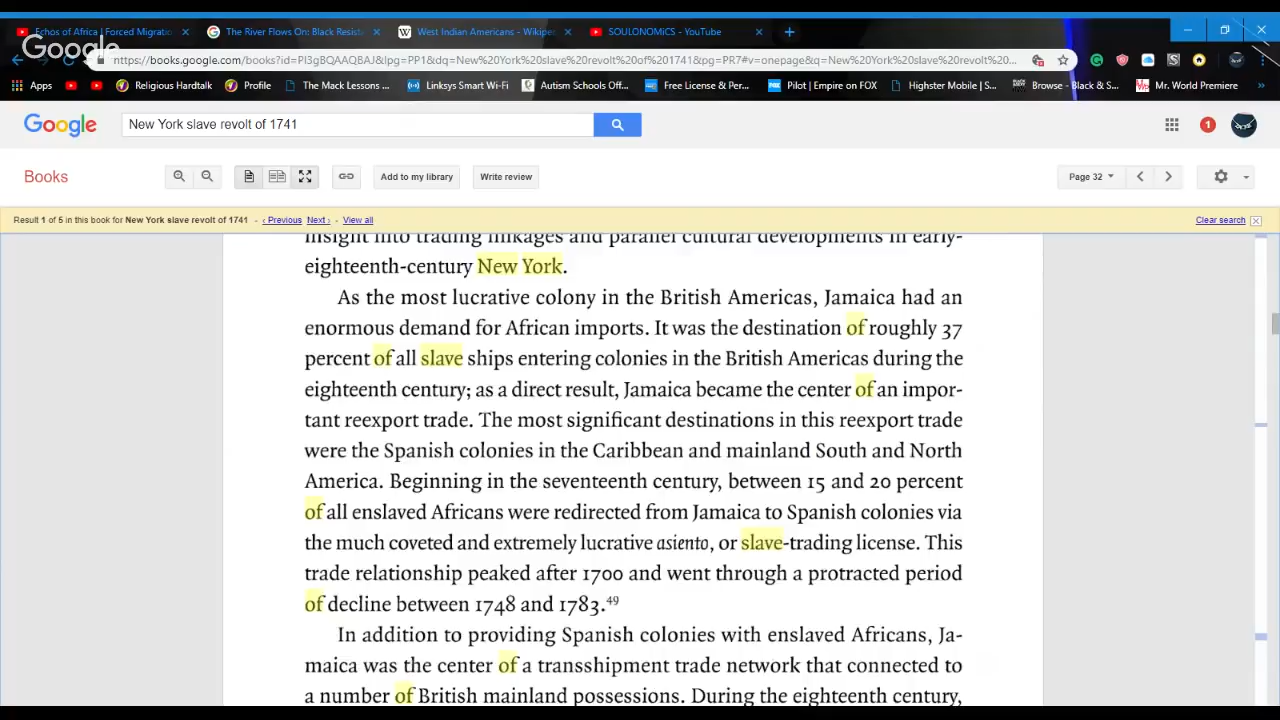 Echos of Africa | Forced Migratio
The River Flows On: Black Resista
West Indian Americans - Wikipe
SOULONOMiCS - YouTube
Google
https://books.google.com/books?id=PI3gBQAAQBAJ&lpg=PP1&dq=New%20York%20slave%20revolt%20of%201741&pg=PR7#v=onepage&q=New%20York%20slave%20revolt%20...
Apps
Religious Hardtalk
Profile
The Mack Lessons ...
Linksys Smart Wi-Fi
Autism Schools Off...
Free License & Per...
Pilot | Empire on FOX
Highster Mobile | S...
Browse - Black & S...
Mr. World Premiere
Google
New York slave revolt of 1741
1
Books
Add to my library
Write review
Page 32
Result 1 of 5 in this book for New York slave revolt of 1741 - ‹ Previous Next › - View all
Clear search
insight into trading linkages and parallel cultural developments in early-
eighteenth-century New York.
As the most lucrative colony in the British Americas, Jamaica had an
enormous demand for African imports. It was the destination of roughly 37
percent of all slave ships entering colonies in the British Americas during the
eighteenth century; as a direct result, Jamaica became the center of an impor-
tant reexport trade. The most significant destinations in this reexport trade
were the Spanish colonies in the Caribbean and mainland South and North
America. Beginning in the seventeenth century, between 15 and 20 percent
of all enslaved Africans were redirected from Jamaica to Spanish colonies via
the much coveted and extremely lucrative asiento, or slave-trading license. This
trade relationship peaked after 1700 and went through a protracted period
of decline between 1748 and 1783.49
In addition to providing Spanish colonies with enslaved Africans, Ja-
maica was the center of a transshipment trade network that connected to
a number of British mainland possessions. During the eighteenth century,